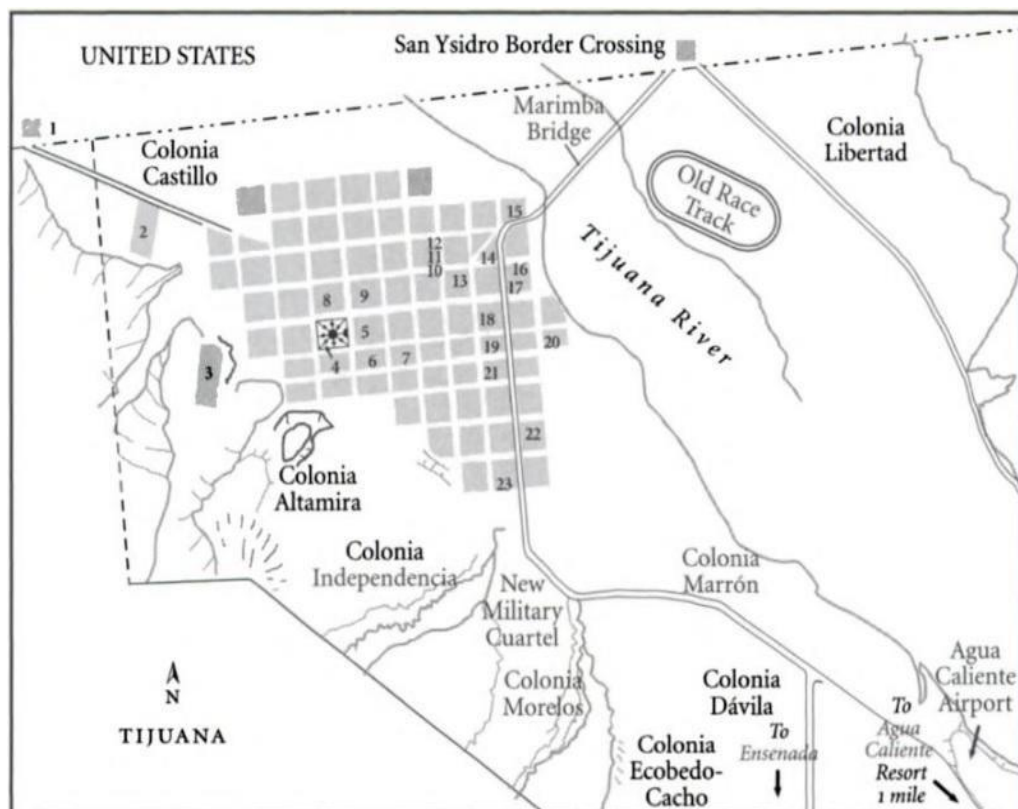 UNITED STATES
San Ysidro Border Crossing
1
Marimba
Bridge
Colonia
Castillo
Colonia
Libertad
Old Race
Track
2
15
12
11
10
14
13
16
17
Tijuana River
8
9
5
18
20
19
3
4
6
7
21
22
Colonia
Altamira
23
Colonia
Independencia
Colonia
Marrón
New
Military
Cuartel
Agua
Caliente
Airport
N
Colonia
Morelos
Colonia
Dávila
To
Ensenada
To
Agua
Caliente
Resort
1 mile
TIJUANA
Colonia
Ecobedo-
Cacho